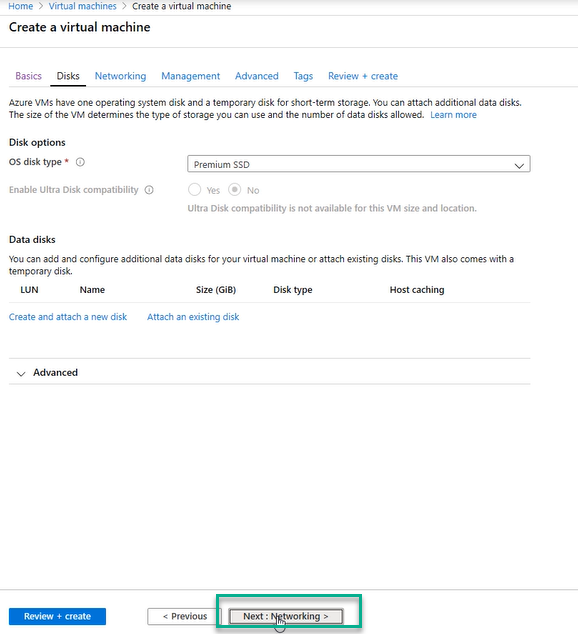 Home > Virtual machines > Create a virtual machine
Create a virtual machine
Basics Disks Networking Management Advanced Tags Review + create
Azure VMs have one operating system disk and a temporary disk for short-term storage. You can attach additional data disks.
The size of the VM determines the type of storage you can use and the number of data disks allowed. Learn more
Disk options
OS disk type * Premium SSD
Enable Ultra Disk compatibility Yes No
Ultra Disk compatibility is not available for this VM size and location.
Data disks
You can add and configure additional data disks for your virtual machine or attach existing disks. This VM also comes with a
temporary disk.
LUN Name Size (GiB) Disk type Host caching
Create and attach a new disk Attach an existing disk
Advanced
Review + create < Previous Next : Networking >